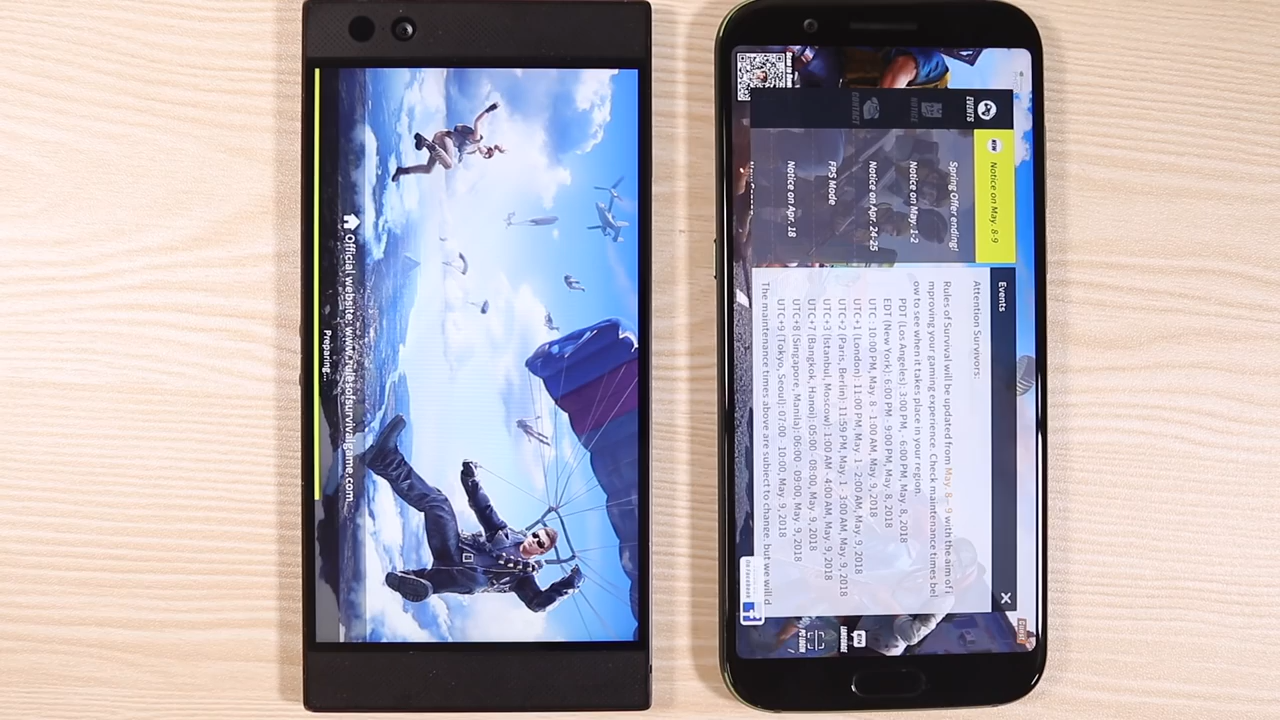 Official website: www.rulesofsurvivalgame.com
Preparing...
EVENTS
NOTICE
CONTACT
NEW
Notice on May. 8-9
Spring Offer ending!
Notice on May. 1-2
Notice on Apr. 24-25
FPS Mode
Notice on Apr. 18
Events
Attention Survivors:
Rules of Survival will be updated from May. 8 - 9 with the aim of i
mproving your gaming experience. Check maintenance times bel
ow to see when it takes place in your region.
PDT (Los Angeles): 3:00 PM, - 6:00 PM, May. 8, 2018
EDT (New York): 6:00 PM - 9:00 PM, May. 8, 2018
UTC : 10:00 PM, May. 8 - 1:00 AM, May. 9, 2018
UTC+1 (London): 11:00 PM, May. 1 - 2:00 AM, May. 9, 2018
UTC+2 (Paris, Berlin): 11:59 PM, May. 1 - 3:00 AM, May. 9, 2018
UTC+3 (Istanbul, Moscow): 1:00 AM - 4:00 AM, May. 9, 2018
UTC+7 (Bangkok, Hanoi): 05:00 - 08:00, May. 9, 2018
UTC+8 (Singapore, Manila): 06:00 - 09:00, May. 9, 2018
UTC+9 (Tokyo, Seoul): 07:00 - 10:00, May. 9, 2018
The maintenance times above are subject to change, but we will d
Guest
LANGUAGE
PC LOGIN